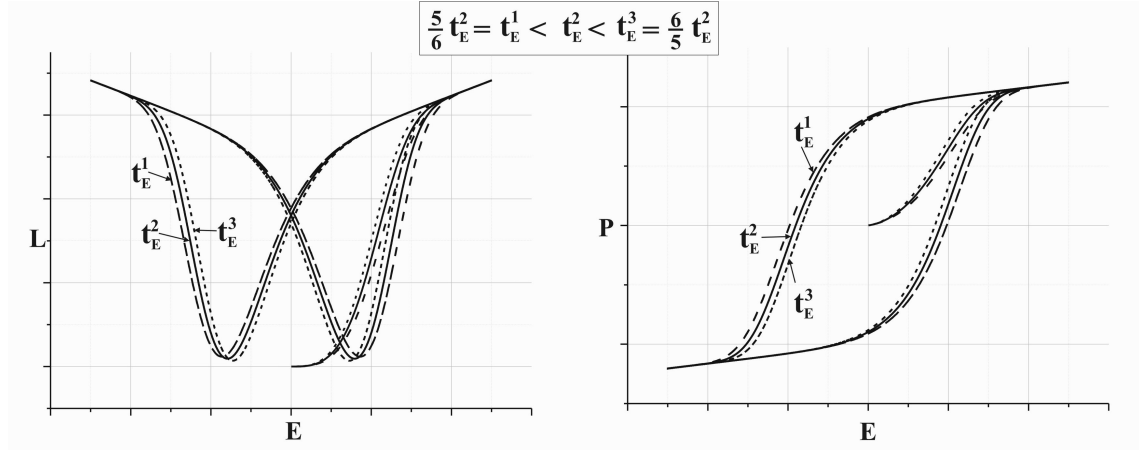 5/6 t_E^2 = t_E^1 < t_E^2 < t_E^3 = 6/5 t_E^2
t_E^1
t_E^2
t_E^3
L
E
t_E^1
t_E^2
t_E^3
P
E